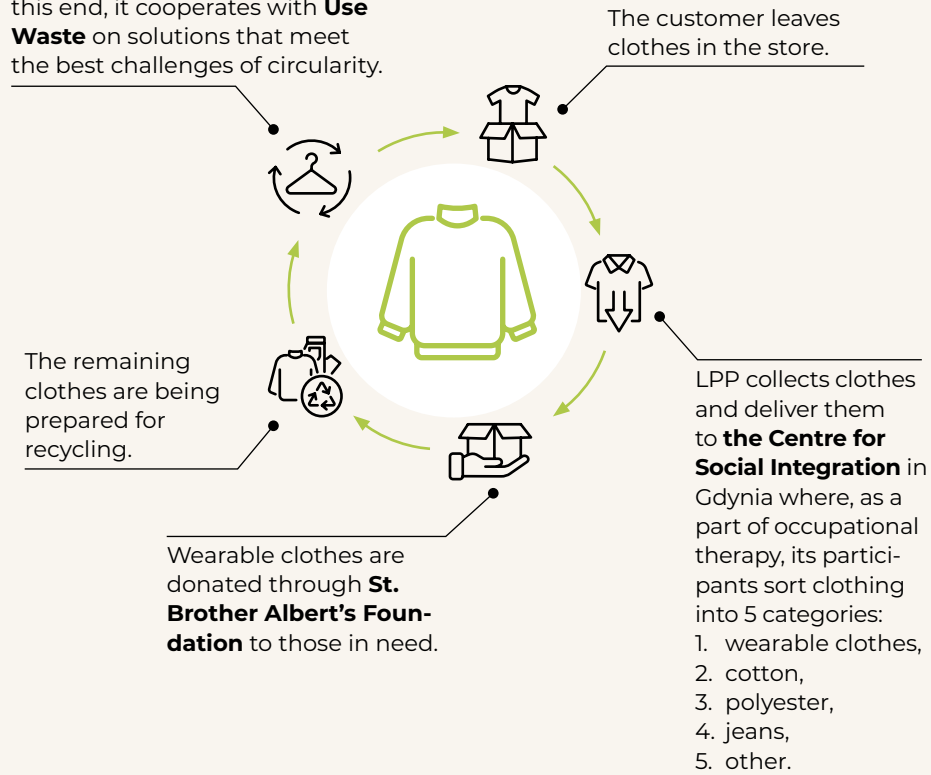 this end, it cooperates with Use
Waste on solutions that meet
the best challenges of circularity.
The customer leaves
clothes in the store.
LPP collects clothes
and deliver them
to the Centre for
Social Integration in
Gdynia where, as a
part of occupational
therapy, its partici-
pants sort clothing
into 5 categories:
1. wearable clothes,
2. cotton,
3. polyester,
4. jeans,
5. other.
Wearable clothes are
donated through St.
Brother Albert’s Foun-
dation to those in need.
The remaining
clothes are being
prepared for
recycling.